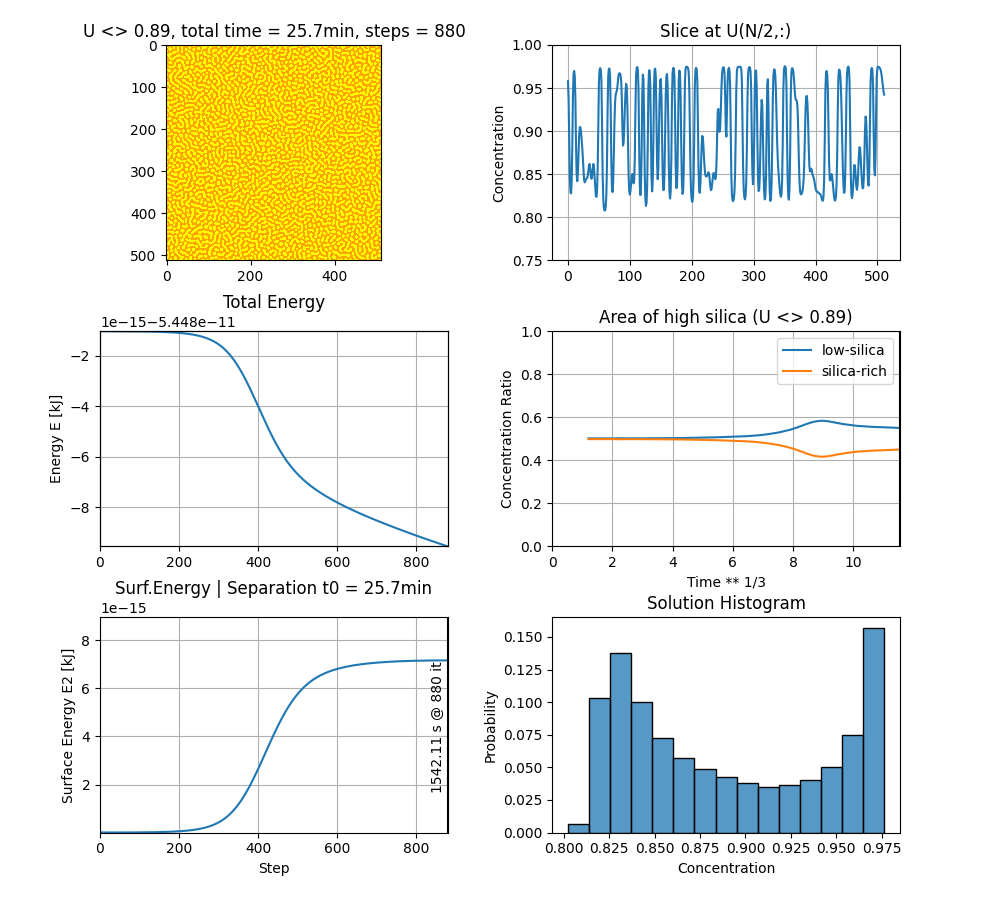 U <> 0.89, total time = 25.7min, steps = 880
0
100
200
300
400
500
0 200 400
Slice at U(N/2,:)
Concentration
1.00
0.95
0.90
0.85
0.80
0.75
0 100 200 300 400 500
Total Energy
1e−15−5.448e−11
Energy E [kJ]
−2
−4
−6
−8
0 200 400 600 800
Area of high silica (U <> 0.89)
Concentration Ratio
1.0
0.8
0.6
0.4
0.2
0.0
low-silica
silica-rich
0 2 4 6 8 10
Time ** 1/3
Surf.Energy | Separation t0 = 25.7min
1e−15
Surface Energy E2 [kJ]
8
6
4
2
1542.11 s @ 880 it
0 200 400 600 800
Step
Solution Histogram
Probability
0.150
0.125
0.100
0.075
0.050
0.025
0.000
0.800 0.825 0.850 0.875 0.900 0.925 0.950 0.975
Concentration